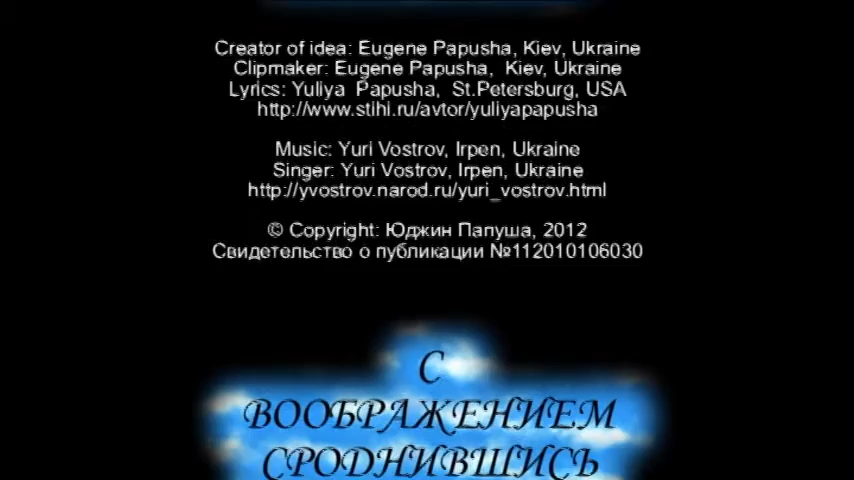 Creator of idea: Eugene Papusha, Kiev, Ukraine
Clipmaker: Eugene Papusha, Kiev, Ukraine
Lyrics: Yuliya Papusha, St.Petersburg, USA
http://www.stihi.ru/avtor/yuliyapapusha
Music: Yuri Vostrov, Irpen, Ukraine
Singer: Yuri Vostrov, Irpen, Ukraine
http://yvostrov.narod.ru/yuri_vostrov.html
© Copyright: Юджин Папуша, 2012
Свидетельство о публикации №112010106030
С
ВООБРАЖЕНИЕМ
СРОДНИВШИСЬ